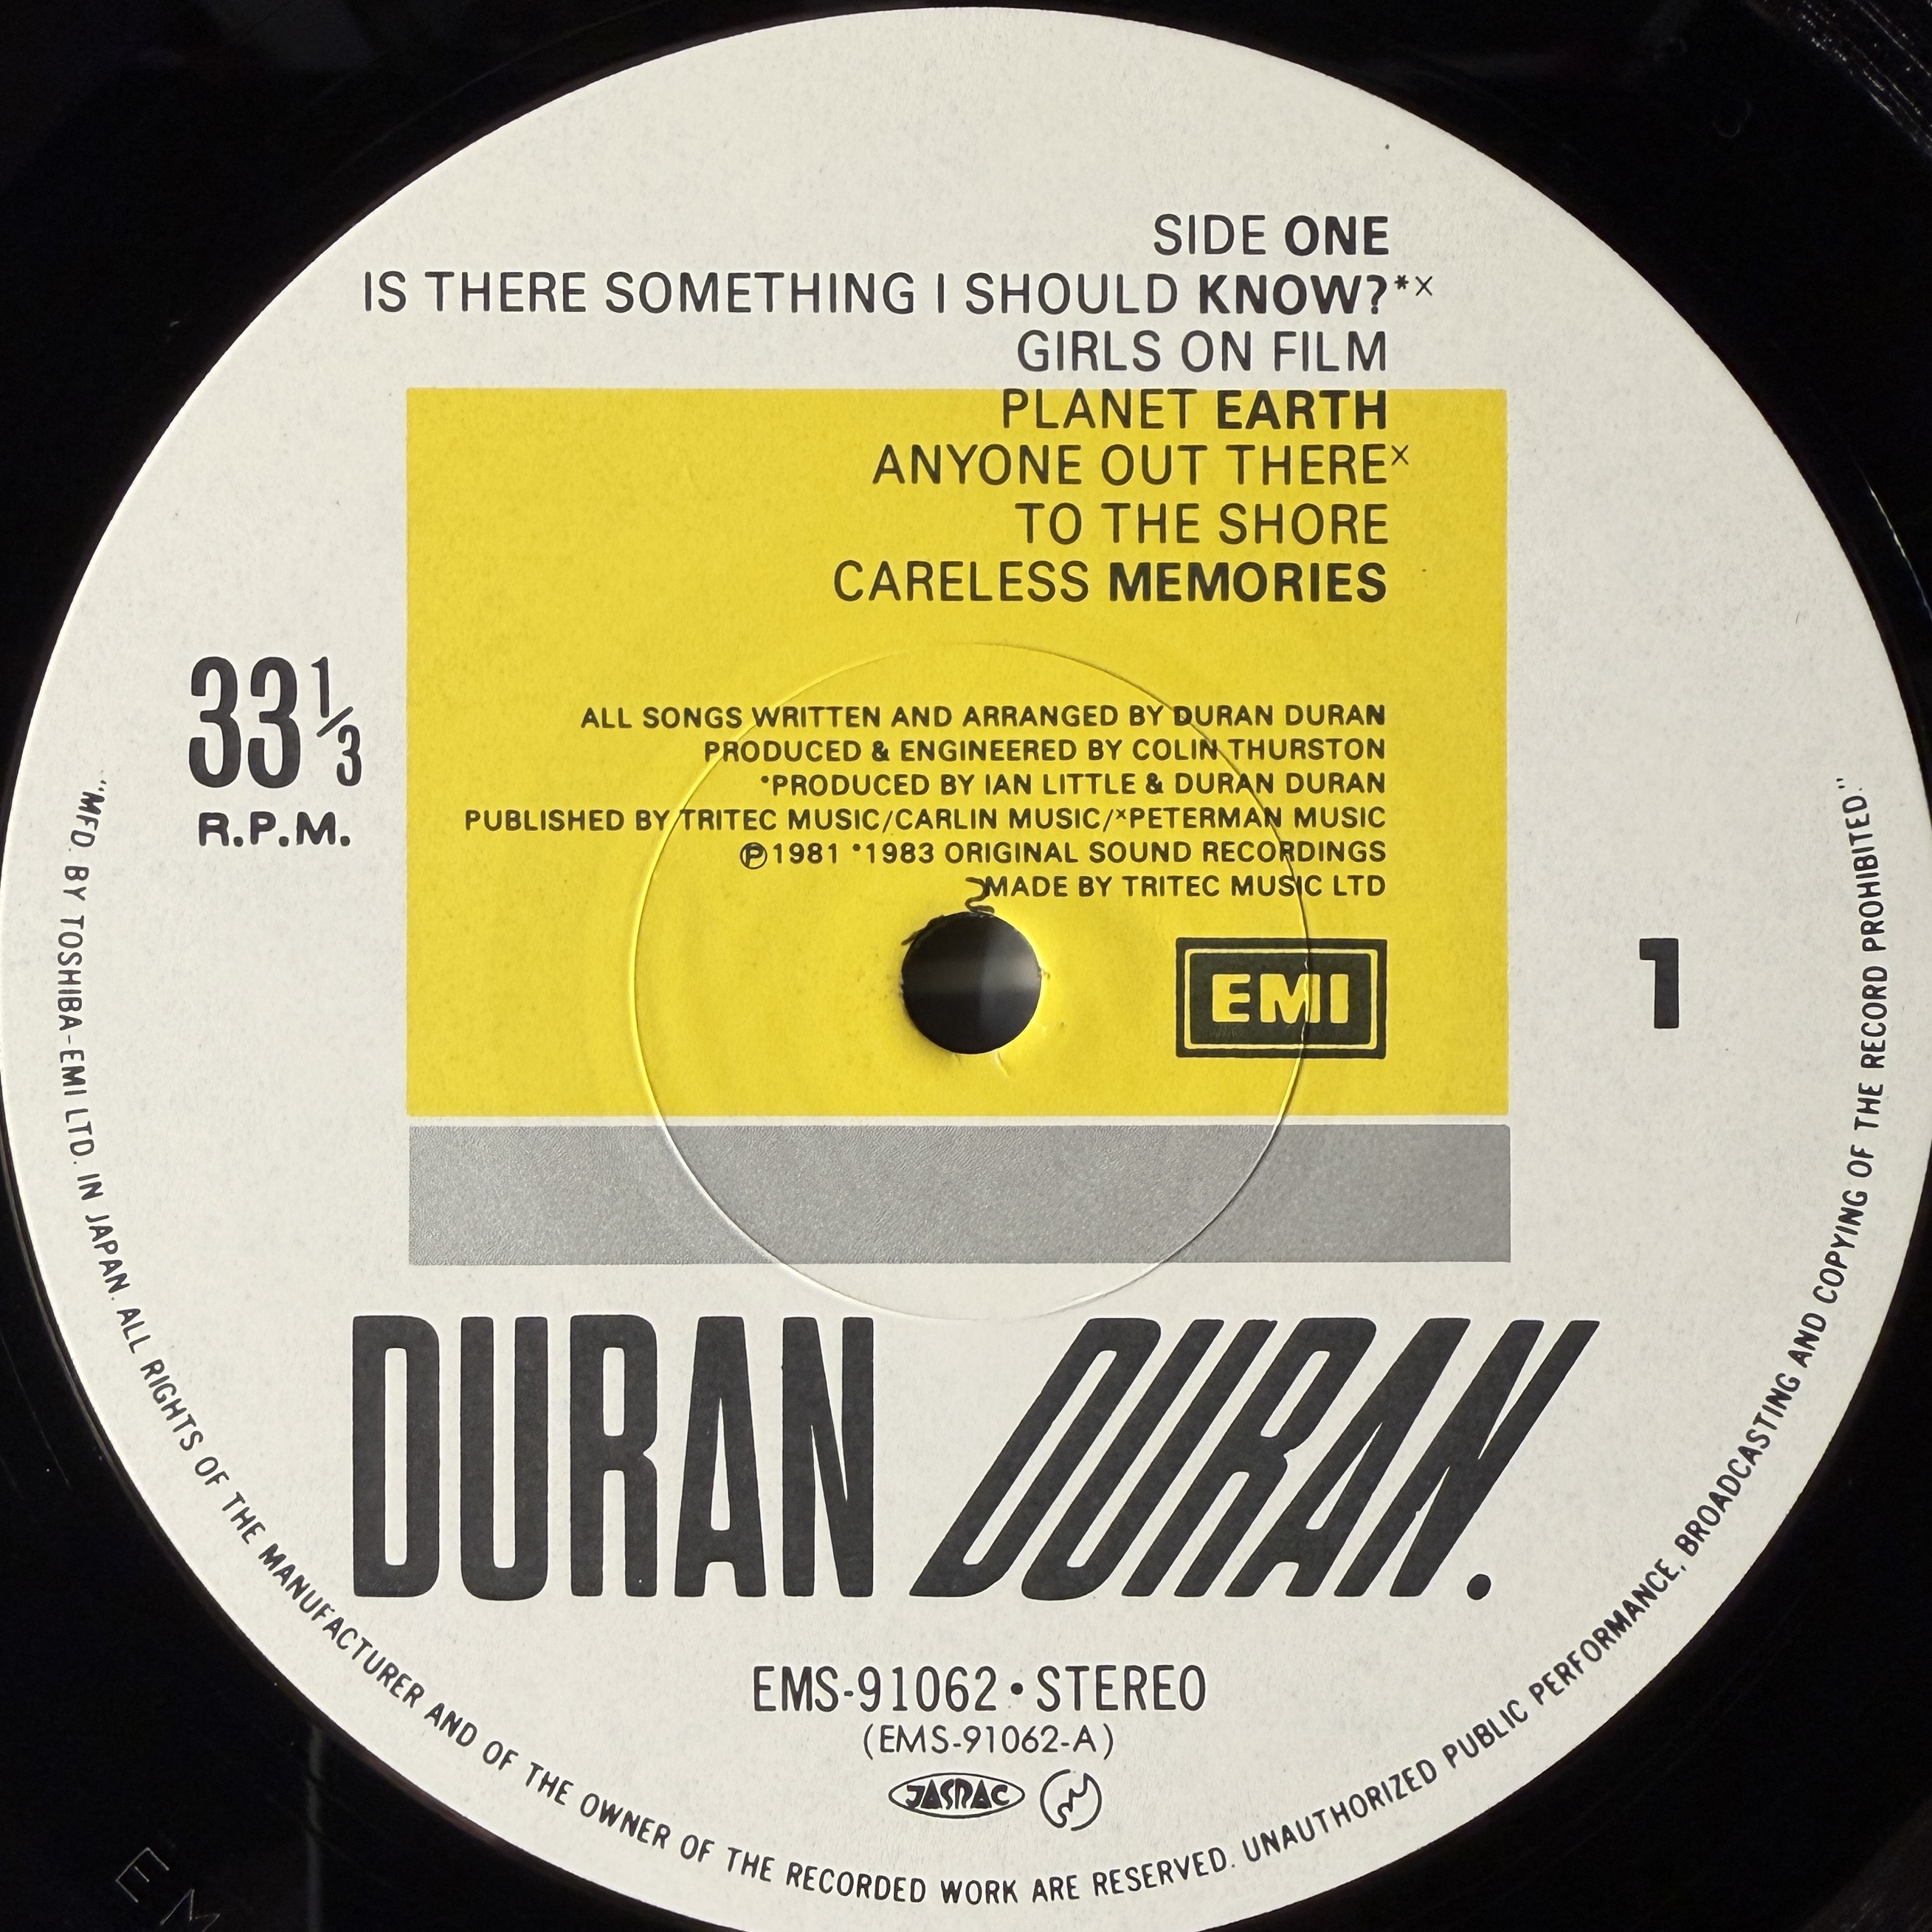 SIDE ONE
IS THERE SOMETHING I SHOULD KNOW?*x
GIRLS ON FILM
PLANET EARTH
ANYONE OUT THEREx
TO THE SHORE
CARELESS MEMORIES
33⅓
R.P.M.
ALL SONGS WRITTEN AND ARRANGED BY DURAN DURAN
PRODUCED & ENGINEERED BY COLIN THURSTON
*PRODUCED BY IAN LITTLE & DURAN DURAN
PUBLISHED BY TRITEC MUSIC/CARLIN MUSIC/xPETERMAN MUSIC
℗1981 *1983 ORIGINAL SOUND RECORDINGS
MADE BY TRITEC MUSIC LTD
EMI
1
DURAN DURAN.
EMS-91062•STEREO
(EMS-91062-A)
JASRAC
"MFD. BY TOSHIBA-EMI LTD. IN JAPAN. ALL RIGHTS OF THE MANUFACTURER AND OF THE OWNER OF THE RECORDED WORK ARE RESERVED. UNAUTHORIZED PUBLIC PERFORMANCE, BROADCASTING AND COPYING OF THE RECORD PROHIBITED."
E M